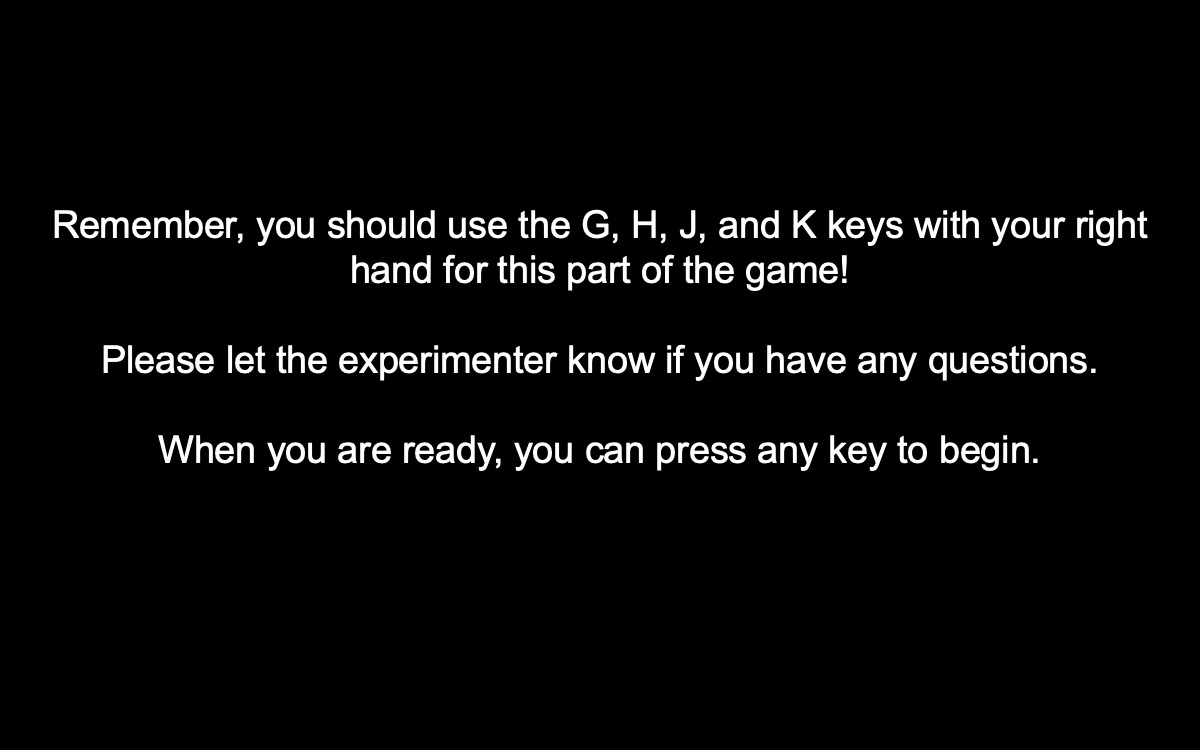 Remember, you should use the G, H, J, and K keys with your right
hand for this part of the game!
Please let the experimenter know if you have any questions.
When you are ready, you can press any key to begin.